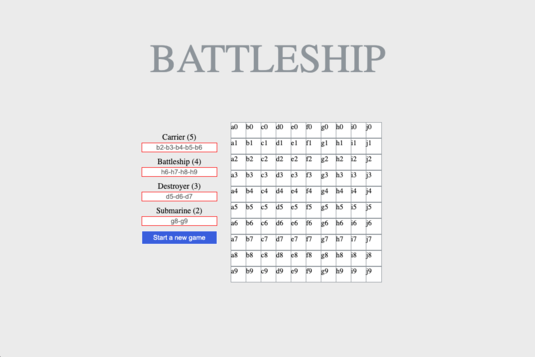 BATTLESHIP
Carrier (5)
b2-b3-b4-b5-b6
Battleship (4)
h6-h7-h8-h9
Destroyer (3)
d5-d6-d7
Submarine (2)
g8-g9
Start a new game
a0 b0 c0 d0 e0 f0 g0 h0 i0 j0
a1 b1 c1 d1 e1 f1 g1 h1 i1 j1
a2 b2 c2 d2 e2 f2 g2 h2 i2 j2
a3 b3 c3 d3 e3 f3 g3 h3 i3 j3
a4 b4 c4 d4 e4 f4 g4 h4 i4 j4
a5 b5 c5 d5 e5 f5 g5 h5 i5 j5
a6 b6 c6 d6 e6 f6 g6 h6 i6 j6
a7 b7 c7 d7 e7 f7 g7 h7 i7 j7
a8 b8 c8 d8 e8 f8 g8 h8 i8 j8
a9 b9 c9 d9 e9 f9 g9 h9 i9 j9